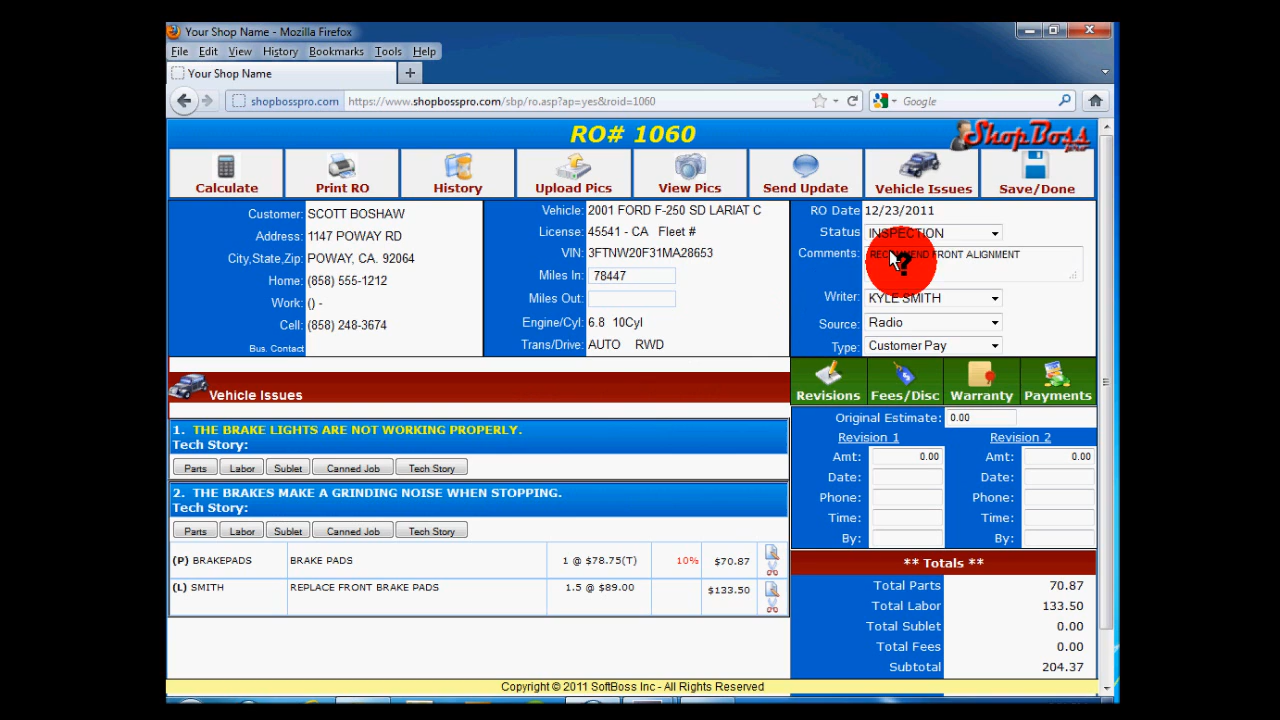 Your Shop Name - Mozilla Firefox
File Edit View History Bookmarks Tools Help
Your Shop Name
shopbosspro.com https://www.shopbosspro.com/sbp/ro.asp?ap=yes&roid=1060 Google
RO# 1060 ShopBoss
Calculate Print RO History Upload Pics View Pics Send Update Vehicle Issues Save/Done
Customer: SCOTT BOSHAW
Address: 1147 POWAY RD
City,State,Zip: POWAY, CA. 92064
Home: (858) 555-1212
Work: () -
Cell: (858) 248-3674
Bus. Contact
Vehicle: 2001 FORD F-250 SD LARIAT C
License: 45541 - CA Fleet #
VIN: 3FTNW20F31MA28653
Miles In: 78447
Miles Out:
Engine/Cyl: 6.8 10Cyl
Trans/Drive: AUTO RWD
RO Date 12/23/2011
Status INSPECTION
Comments: FRONT ALIGNMENT
Writer: KYLE SMITH
Source: Radio
Type: Customer Pay
Vehicle Issues
1. THE BRAKE LIGHTS ARE NOT WORKING PROPERLY.
Tech Story:
Parts Labor Sublet Canned Job Tech Story
2. THE BRAKES MAKE A GRINDING NOISE WHEN STOPPING.
Tech Story:
Parts Labor Sublet Canned Job Tech Story
(P) BRAKEPADS BRAKE PADS 1 @ $78.75(T) 10% $70.87
(L) SMITH REPLACE FRONT BRAKE PADS 1.5 @ $89.00 $133.50
Revisions Fees/Disc Warranty Payments
Original Estimate: 0.00
Revision 1 Revision 2
Amt: 0.00 Amt: 0.00
Date: Date:
Phone: Phone:
Time: Time:
By: By:
** Totals **
Total Parts 70.87
Total Labor 133.50
Total Sublet 0.00
Total Fees 0.00
Subtotal 204.37
Copyright © 2011 SoftBoss Inc - All Rights Reserved